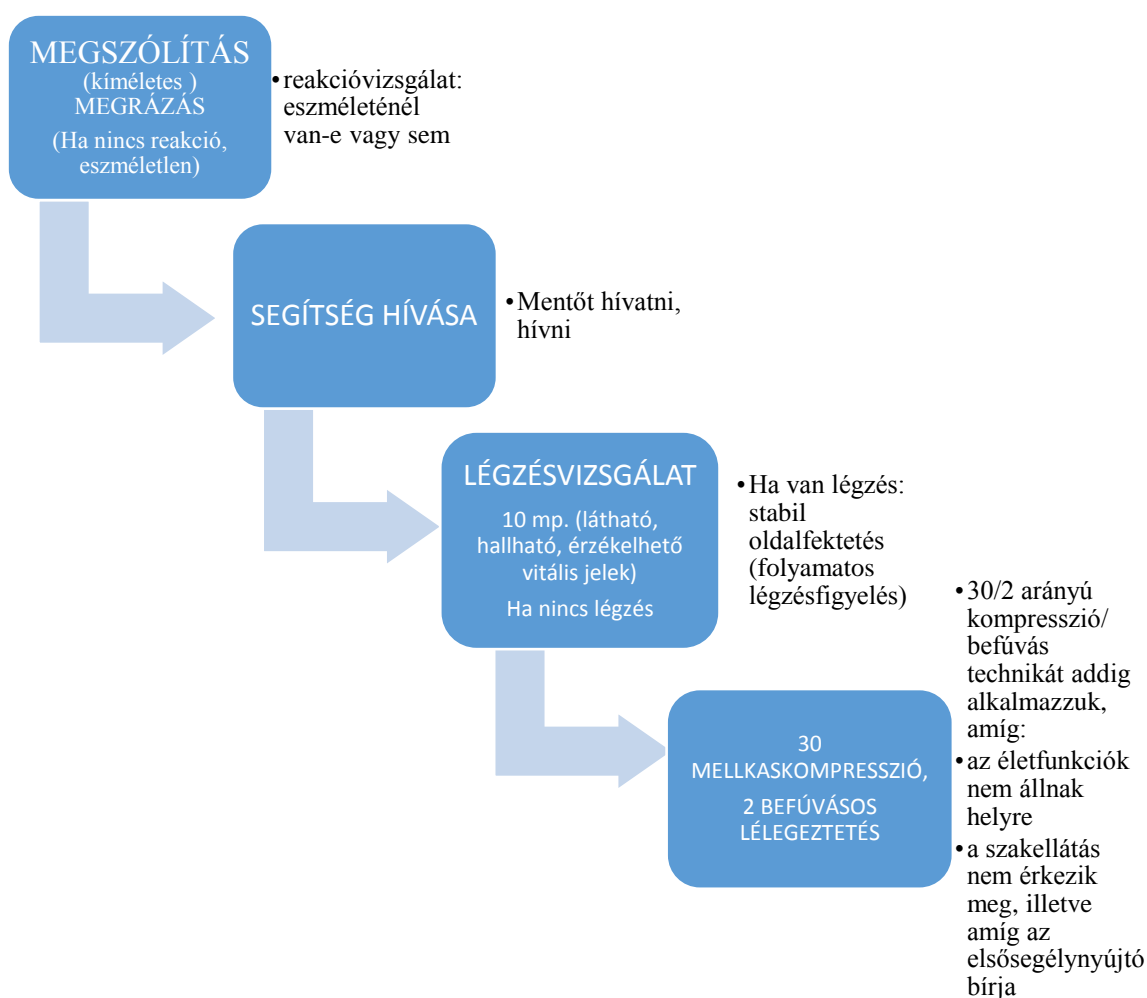 MEGSZÓLÍTÁS
(kíméletes )
MEGRÁZÁS
(Ha nincs reakció,
eszméletlen)
•reakcióvizsgálat:
eszméleténél
van-e vagy sem
SEGÍTSÉG HÍVÁSA
•Mentőt hívatni,
hívni
LÉGZÉSVIZSGÁLAT
10 mp. (látható,
hallható, érzékelhető
vitális jelek)
Ha nincs légzés
•Ha van légzés:
stabil
oldalfektetés
(folyamatos
légzésfigyelés)
30
MELLKASKOMPRESSZIÓ,
2 BEFÚVÁSOS
LÉLEGEZTETÉS
•30/2 arányú
kompresszió/
befúvás
technikát addig
alkalmazzuk,
amíg:
•az életfunkciók
nem állnak
helyre
•a szakellátás
nem érkezik
meg, illetve
amíg az
elsősegélynyújtó
bírja